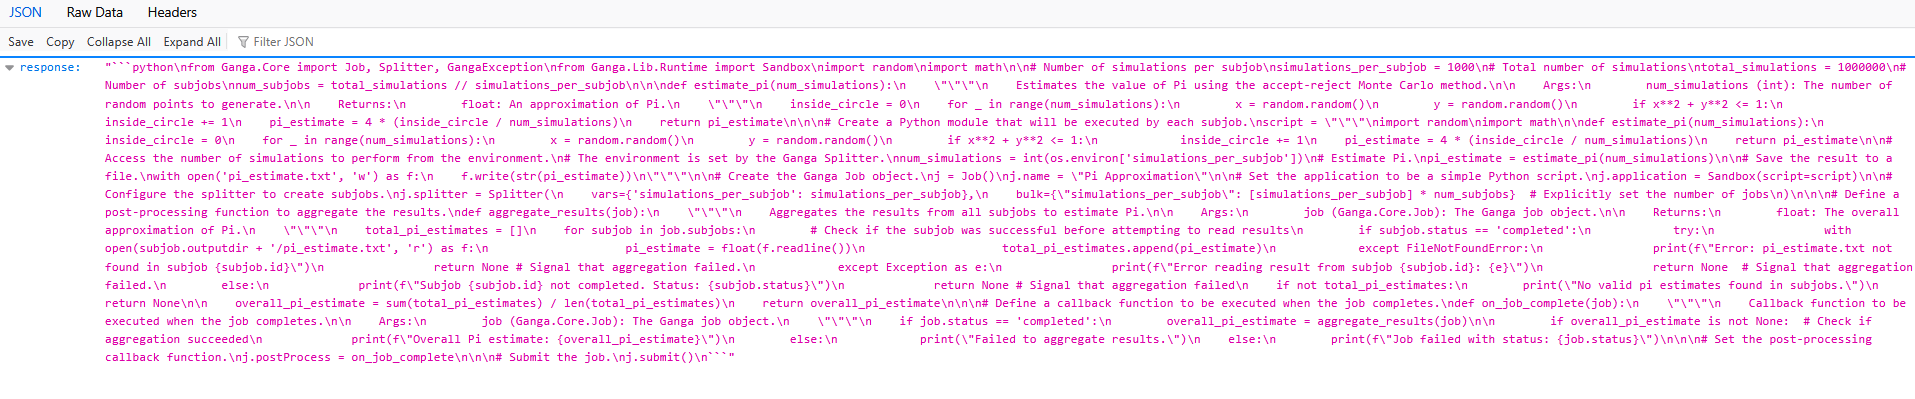 JSON Raw Data Headers
Save Copy Collapse All Expand All Filter JSON
response: "```python\nfrom Ganga.Core import Job, Splitter, GangaException\nfrom Ganga.Lib.Runtime import Sandbox\nimport random\nimport math\n\n# Number of simulations per subjob\nsimulations_per_subjob = 1000\n# Total number of simulations\ntotal_simulations = 1000000\n#
Number of subjobs\nnum_subjobs = total_simulations // simulations_per_subjob\n\n\ndef estimate_pi(num_simulations):\n    \"\"\"\n    Estimates the value of Pi using the accept-reject Monte Carlo method.\n\n    Args:\n        num_simulations (int): The number of
random points to generate.\n\n    Returns:\n        float: An approximation of Pi.\n    \"\"\"\n    inside_circle = 0\n    for _ in range(num_simulations):\n        x = random.random()\n        y = random.random()\n        if x**2 + y**2 <= 1:\n
inside_circle += 1\n    pi_estimate = 4 * (inside_circle / num_simulations)\n    return pi_estimate\n\n\n# Create a Python module that will be executed by each subjob.\nscript = \"\"\"\nimport random\nimport math\n\ndef estimate_pi(num_simulations):\n
inside_circle = 0\n    for _ in range(num_simulations):\n        x = random.random()\n        y = random.random()\n        if x**2 + y**2 <= 1:\n            inside_circle += 1\n    pi_estimate = 4 * (inside_circle / num_simulations)\n    return pi_estimate\n\n#
Access the number of simulations to perform from the environment.\n# The environment is set by the Ganga Splitter.\nnum_simulations = int(os.environ['simulations_per_subjob'])\n# Estimate Pi.\npi_estimate = estimate_pi(num_simulations)\n\n# Save the result to a
file.\nwith open('pi_estimate.txt', 'w') as f:\n    f.write(str(pi_estimate))\n\"\"\"\n\n# Create the Ganga Job object.\nj = Job()\nj.name = \"Pi Approximation\"\n\n# Set the application to be a simple Python script.\nj.application = Sandbox(script=script)\n\n#
Configure the splitter to create subjobs.\nj.splitter = Splitter(\n    vars={'simulations_per_subjob': simulations_per_subjob},\n    bulk={\"simulations_per_subjob\": [simulations_per_subjob] * num_subjobs}  # Explicitly set the number of jobs\n)\n\n\n# Define a
post-processing function to aggregate the results.\ndef aggregate_results(job):\n    \"\"\"\n    Aggregates the results from all subjobs to estimate Pi.\n\n    Args:\n        job (Ganga.Core.Job): The Ganga job object.\n\n    Returns:\n        float: The overall
approximation of Pi.\n    \"\"\"\n    total_pi_estimates = []\n    for subjob in job.subjobs:\n        # Check if the subjob was successful before attempting to read results\n        if subjob.status == 'completed':\n            try:\n                with
open(subjob.outputdir + '/pi_estimate.txt', 'r') as f:\n                    pi_estimate = float(f.readline())\n                    total_pi_estimates.append(pi_estimate)\n            except FileNotFoundError:\n                print(f\"Error: pi_estimate.txt not
found in subjob {subjob.id}\")\n                return None # Signal that aggregation failed.\n            except Exception as e:\n                print(f\"Error reading result from subjob {subjob.id}: {e}\")\n                return None  # Signal that aggregation
failed.\n        else:\n            print(f\"Subjob {subjob.id} not completed. Status: {subjob.status}\")\n            return None # Signal that aggregation failed\n    if not total_pi_estimates:\n        print(\"No valid pi estimates found in subjobs.\")\n
return None\n\n    overall_pi_estimate = sum(total_pi_estimates) / len(total_pi_estimates)\n    return overall_pi_estimate\n\n\n# Define a callback function to be executed when the job completes.\ndef on_job_complete(job):\n    \"\"\"\n    Callback function to be
executed when the job completes.\n\n    Args:\n        job (Ganga.Core.Job): The Ganga job object.\n    \"\"\"\n    if job.status == 'completed':\n        overall_pi_estimate = aggregate_results(job)\n\n        if overall_pi_estimate is not None:  # Check if
aggregation succeeded\n            print(f\"Overall Pi estimate: {overall_pi_estimate}\")\n        else:\n            print(\"Failed to aggregate results.\")\n    else:\n        print(f\"Job failed with status: {job.status}\")\n\n\n# Set the post-processing
callback function.\nj.postProcess = on_job_complete\n\n\n# Submit the job.\nj.submit()\n```"